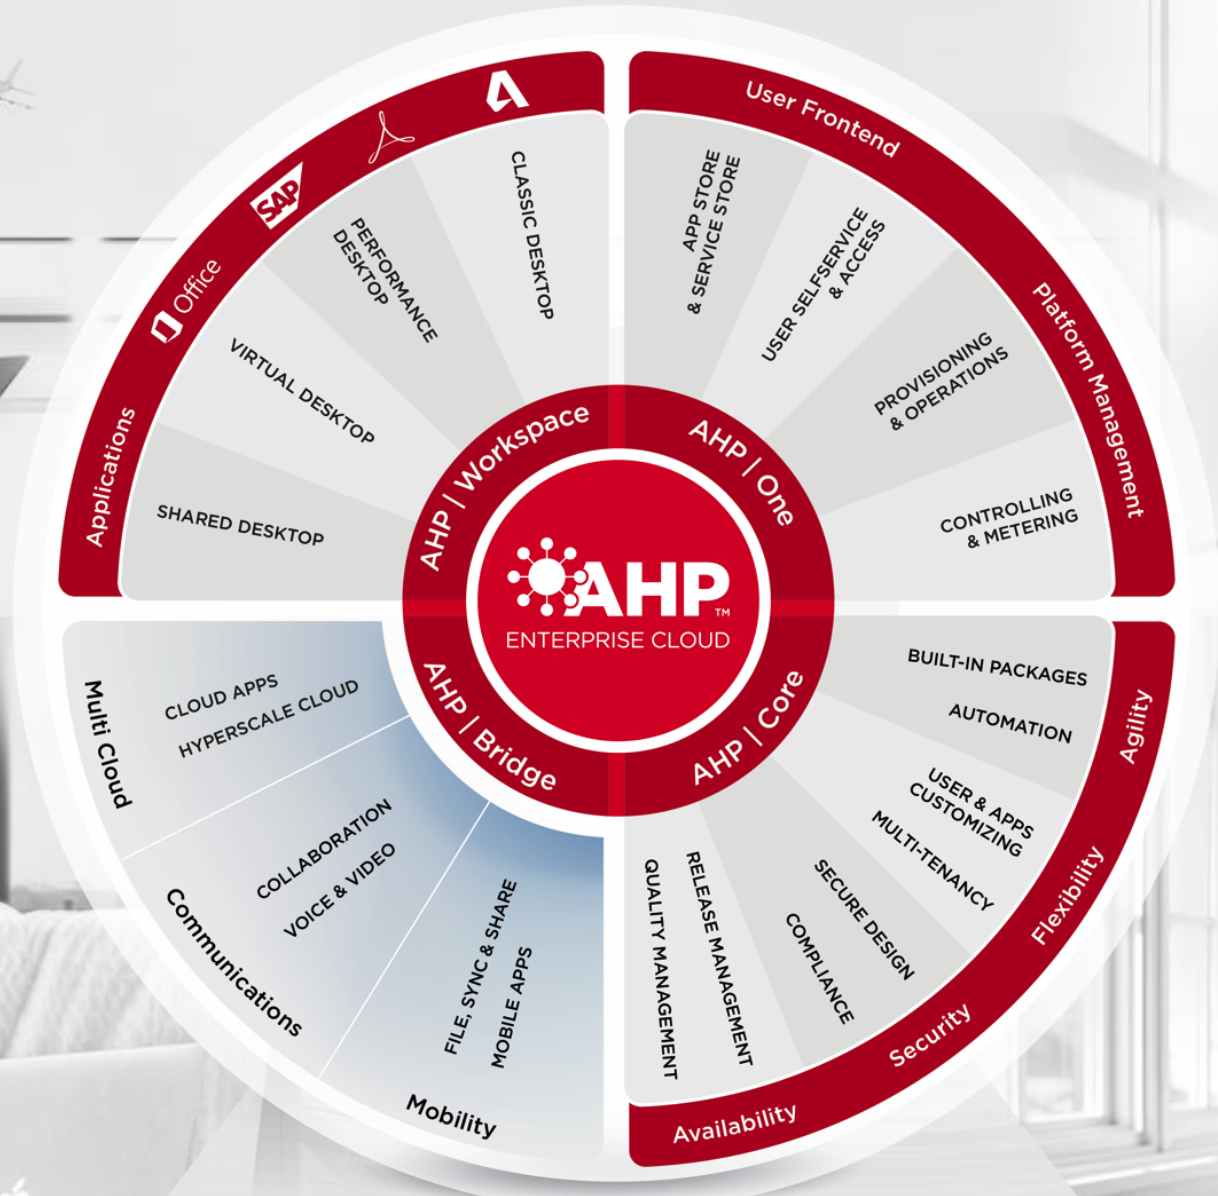 Applications
Office
SAP
SHARED DESKTOP
VIRTUAL DESKTOP
PERFORMANCE
DESKTOP
CLASSIC DESKTOP
AHP | Workspace
User Frontend
Platform Management
APP STORE
& SERVICE STORE
USER SELFSERVICE
& ACCESS
PROVISIONING
& OPERATIONS
CONTROLLING
& METERING
AHP | One
AHP™
ENTERPRISE CLOUD
AHP | Bridge
Multi Cloud
CLOUD APPS
HYPERSCALE CLOUD
Communications
COLLABORATION
VOICE & VIDEO
Mobility
FILE, SYNC & SHARE
MOBILE APPS
AHP | Core
BUILT-IN PACKAGES
AUTOMATION
Agility
USER & APPS
CUSTOMIZING
MULTI-TENANCY
Flexibility
SECURE DESIGN
COMPLIANCE
Security
RELEASE MANAGEMENT
QUALITY MANAGEMENT
Availability